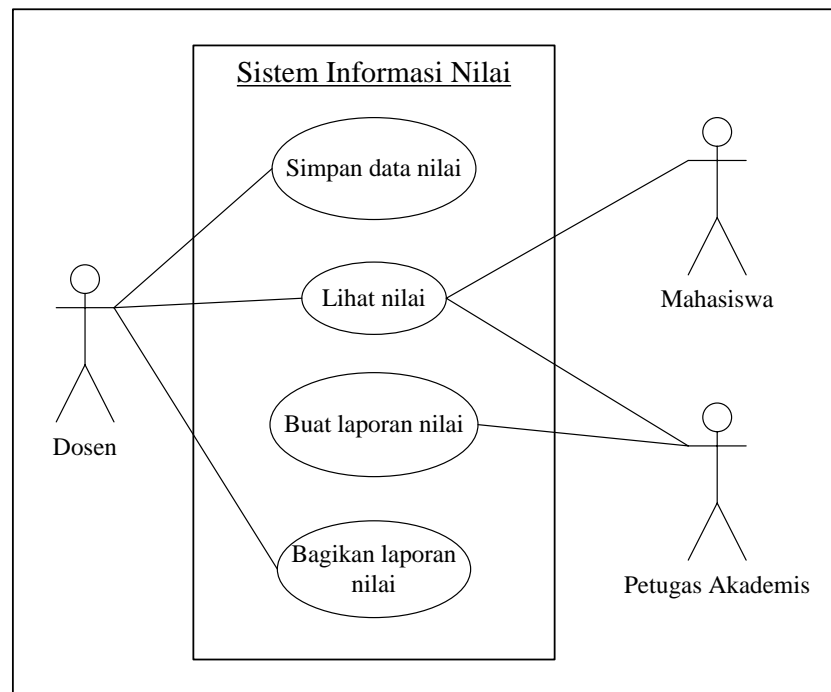 Sistem Informasi Nilai
Simpan data nilai
Lihat nilai
Buat laporan nilai
Bagikan laporan
nilai
Dosen
Mahasiswa
Petugas Akademis